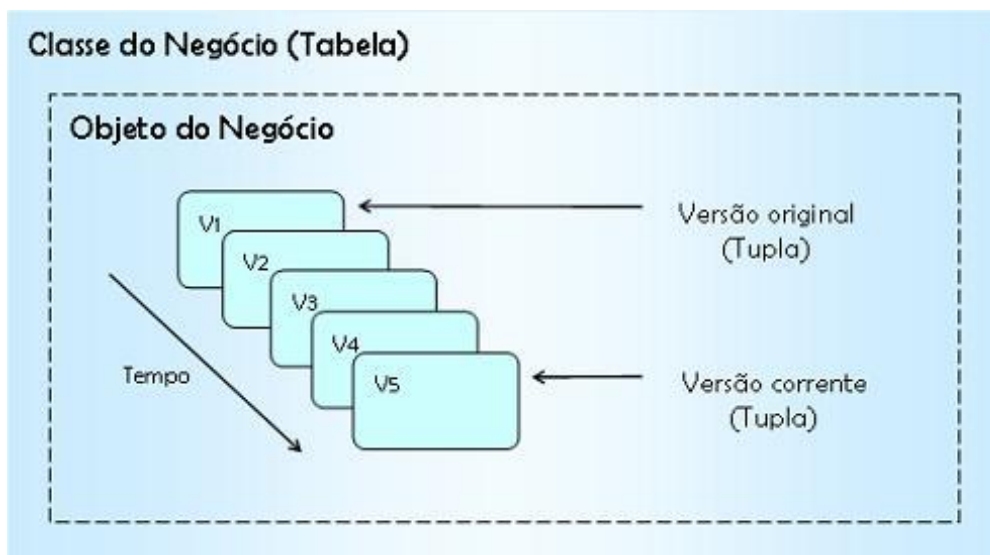 Classe do Negócio (Tabela)
Objeto do Negócio
V1
V2
V3
V4
V5
Tempo
Versão original
(Tupla)
Versão corrente
(Tupla)